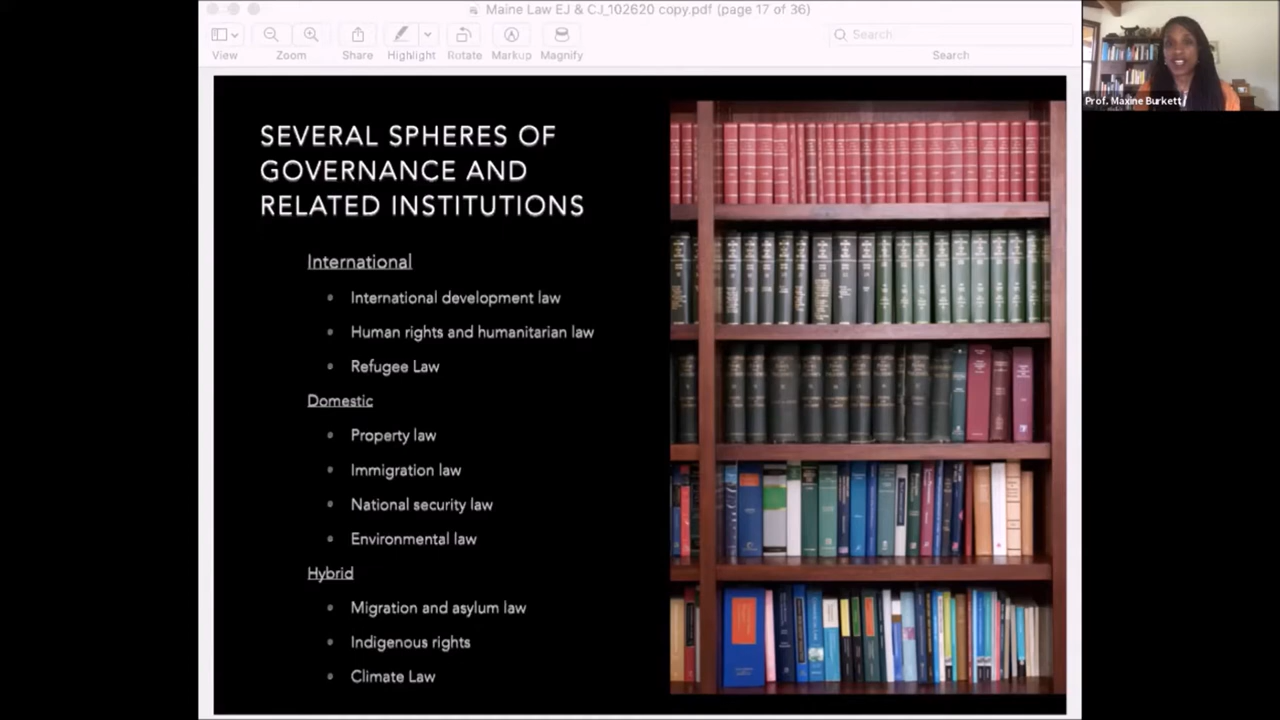 Maine Law EJ & CJ_102620 copy.pdf (page 17 of 36)
Search
View
Zoom
Share
Highlight
Rotate
Markup
Magnify
Search
Prof. Maxine Burkett
SEVERAL SPHERES OF
GOVERNANCE AND
RELATED INSTITUTIONS
International
• International development law
• Human rights and humanitarian law
• Refugee Law
Domestic
• Property law
• Immigration law
• National security law
• Environmental law
Hybrid
• Migration and asylum law
• Indigenous rights
• Climate Law